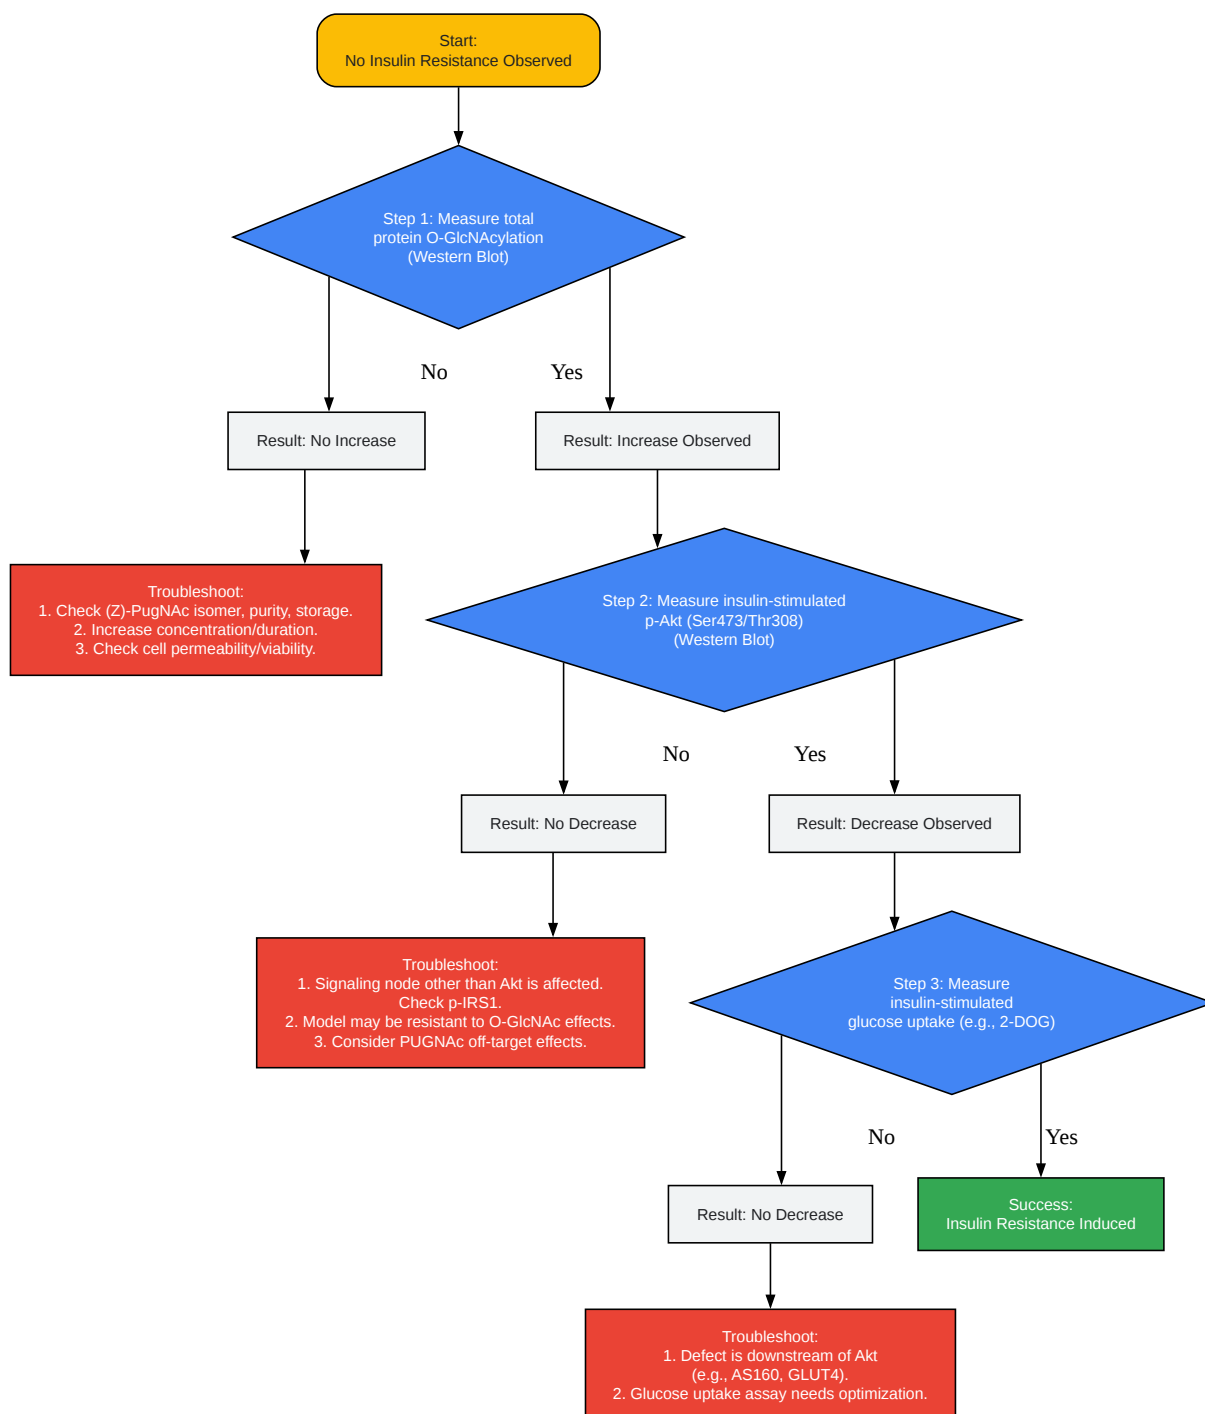 Start:
No Insulin Resistance Observed
Step 1: Measure total
protein O-GlcNAcylation
(Western Blot)
No
Yes
Result: No Increase
Result: Increase Observed
Troubleshoot:
1. Check (Z)-PugNAc isomer, purity, storage.
2. Increase concentration/duration.
3. Check cell permeability/viability.
Step 2: Measure insulin-stimulated
p-Akt (Ser473/Thr308)
(Western Blot)
No
Yes
Result: No Decrease
Result: Decrease Observed
Troubleshoot:
1. Signaling node other than Akt is affected.
Check p-IRS1.
2. Model may be resistant to O-GlcNAc effects.
3. Consider PUGNAc off-target effects.
Step 3: Measure
insulin-stimulated
glucose uptake (e.g., 2-DOG)
No
Yes
Result: No Decrease
Success:
Insulin Resistance Induced
Troubleshoot:
1. Defect is downstream of Akt
(e.g., AS160, GLUT4).
2. Glucose uptake assay needs optimization.